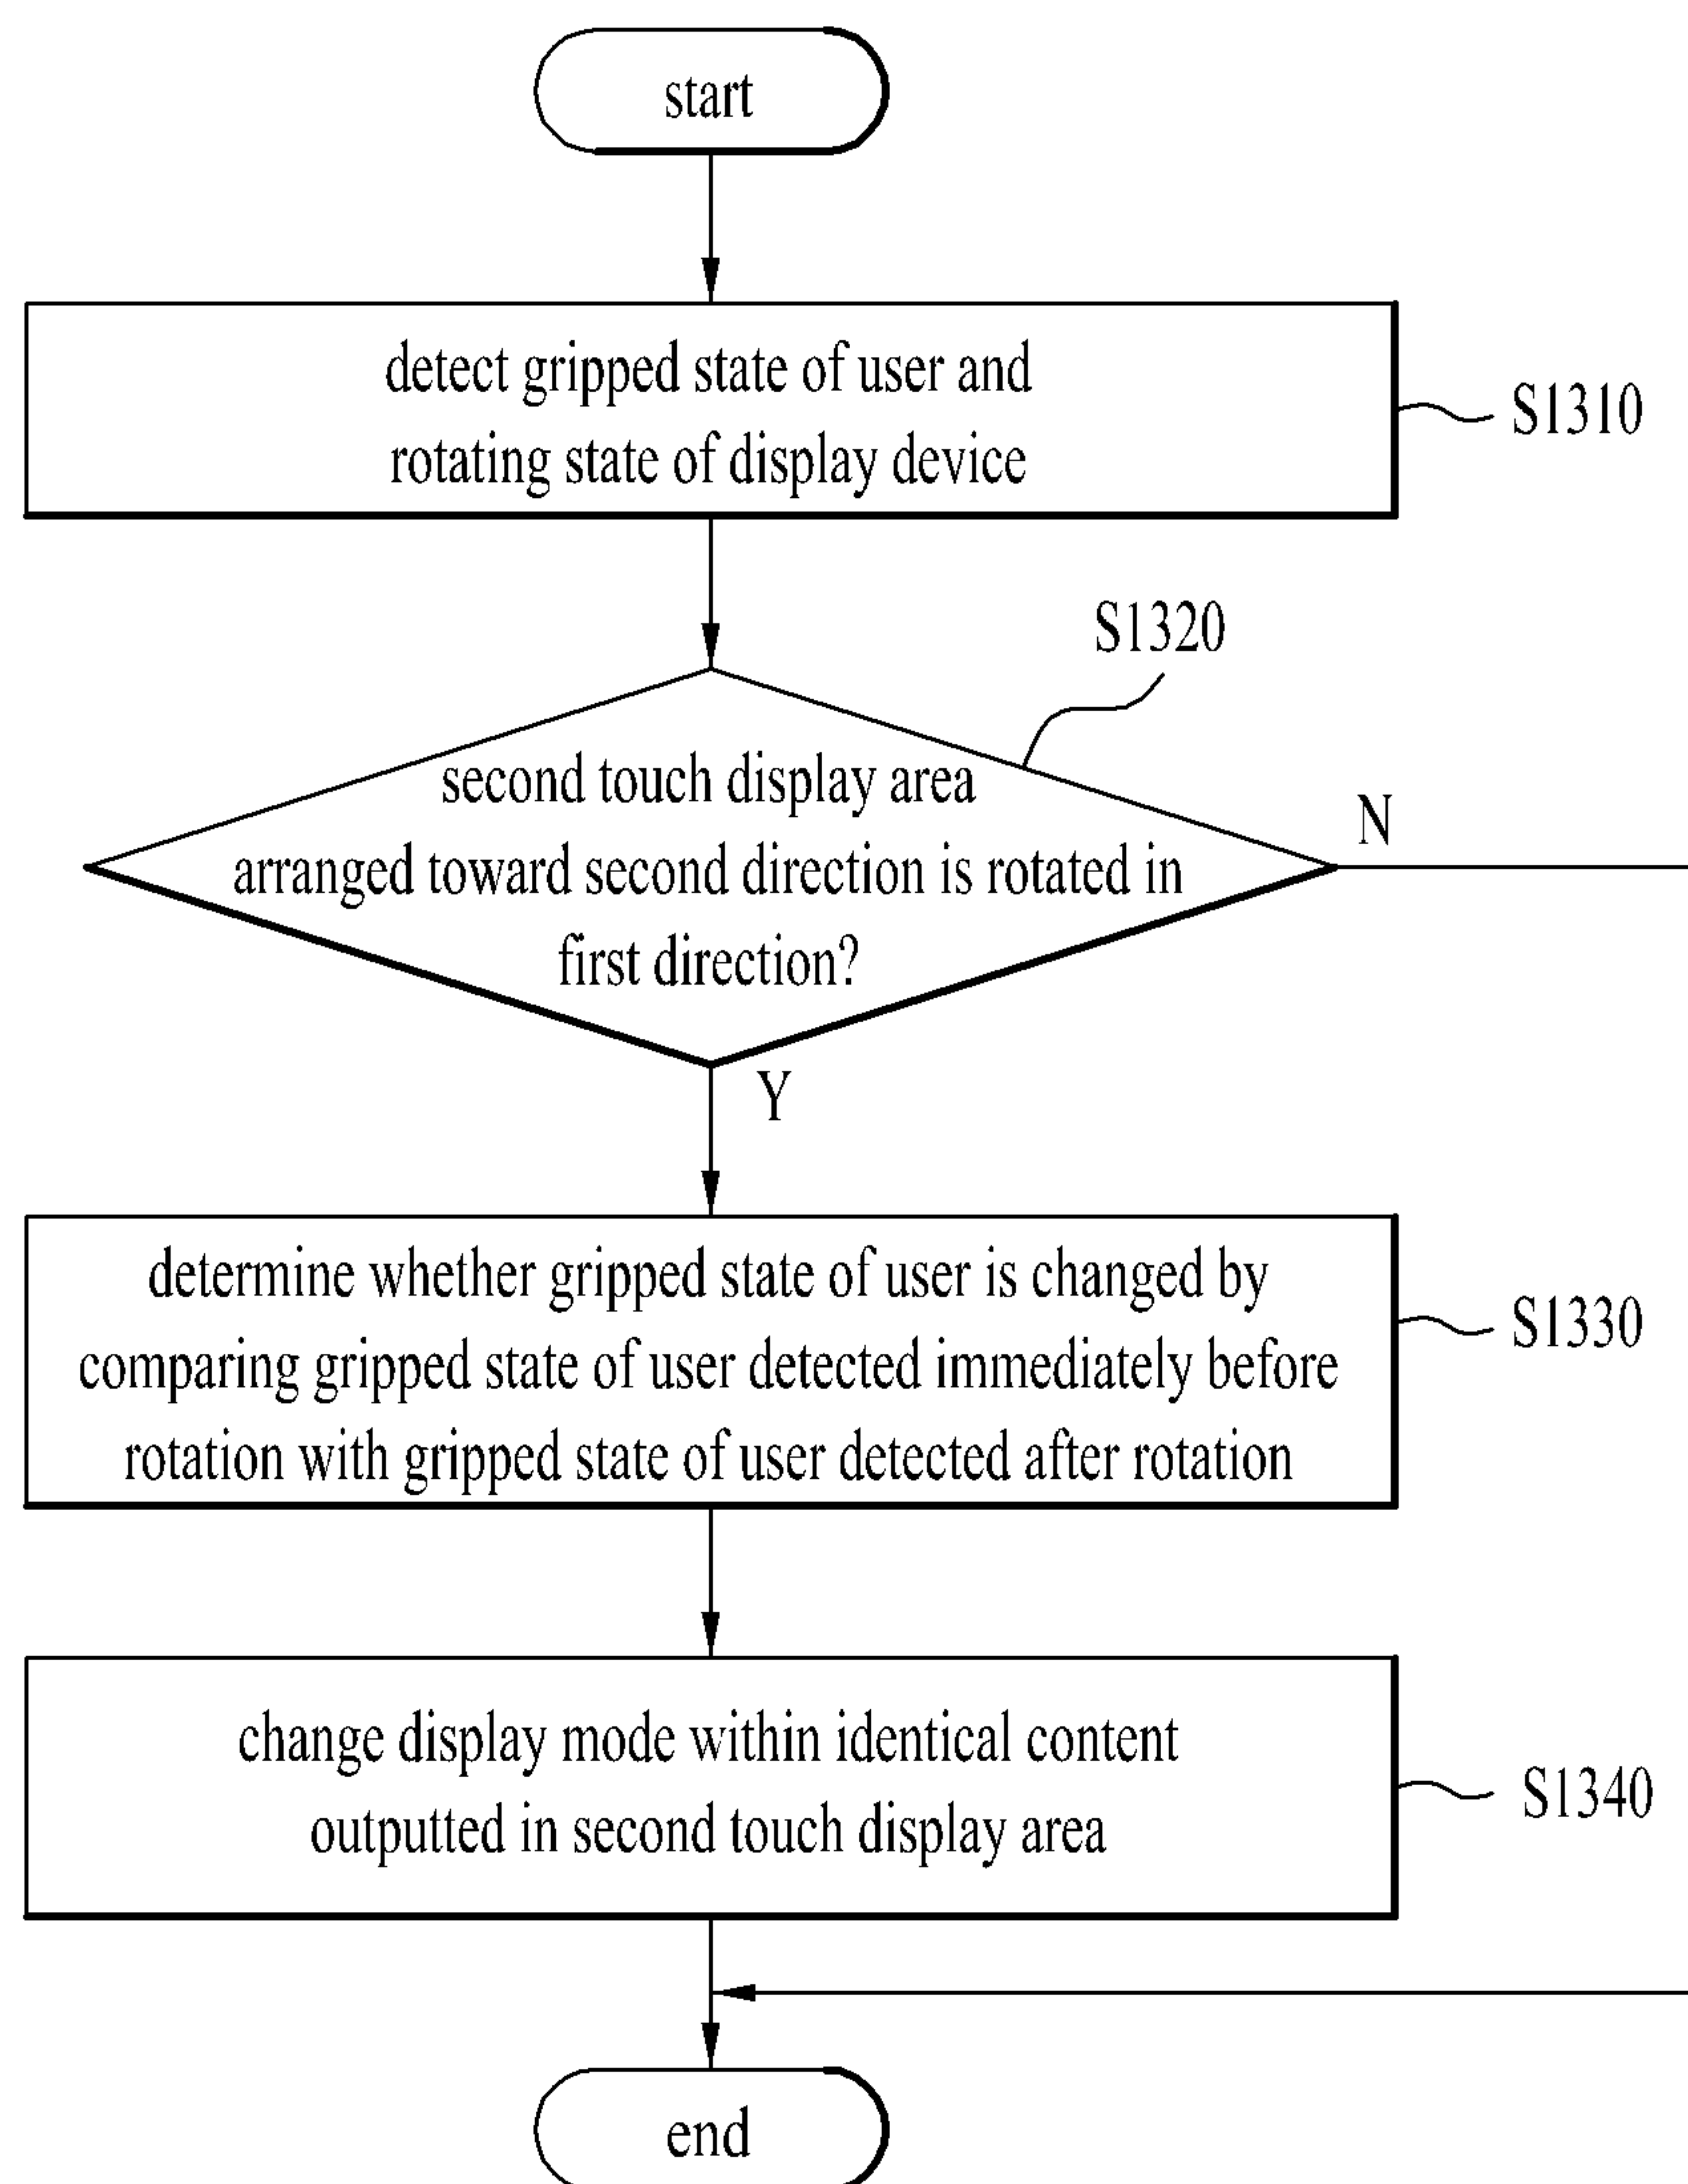 start
detect gripped state of user and
rotating state of display device
S1310
S1320
second touch display area
arranged toward second direction is rotated in
first direction?
N
Y
determine whether gripped state of user is changed by
comparing gripped state of user detected immediately before
rotation with gripped state of user detected after rotation
S1330
change display mode within identical content
outputted in second touch display area
S1340
end